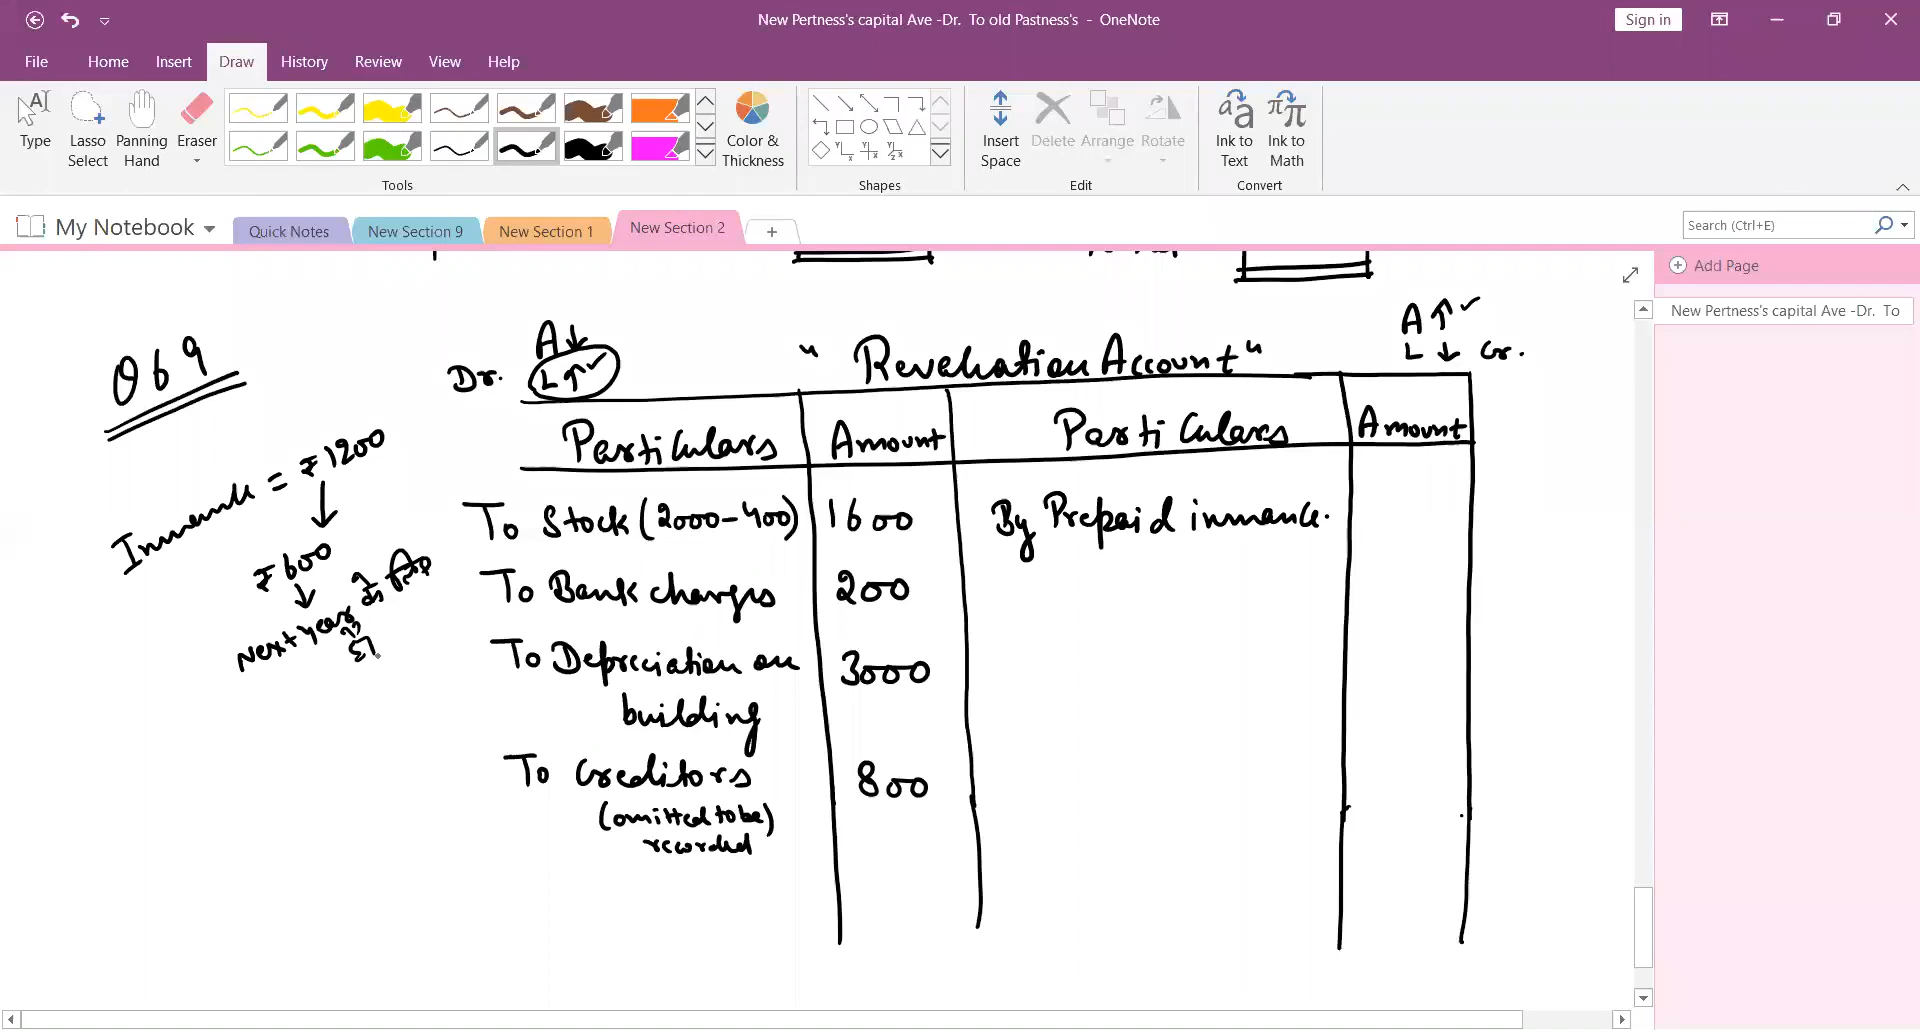 New Pertness's capital Ave -Dr.  To old Pastness's  -  OneNote
Sign in
File Home Insert Draw History Review View Help
Type
Lasso Select
Panning Hand
Eraser
Color & Thickness
Insert Space
Delete
Arrange
Rotate
Ink to Text
Ink to Math
Tools
Shapes
Edit
Convert
My Notebook
Quick Notes
New Section 9
New Section 1
New Section 2
Search (Ctrl+E)
Add Page
New Pertness's capital Ave -Dr.  To
Q69
A↓
L↑✓
Dr.
"Revaluation Account"
A↑✓
L↓ Cr.
Particulars Amount Particulars Amount
To Stock (2000-400) 1600 By Prepaid insurance.
To Bank charges 200
To Depreciation on 3000
building
To Creditors 800
(omitted to be)
recorded
= ₹1200
₹600
Next year